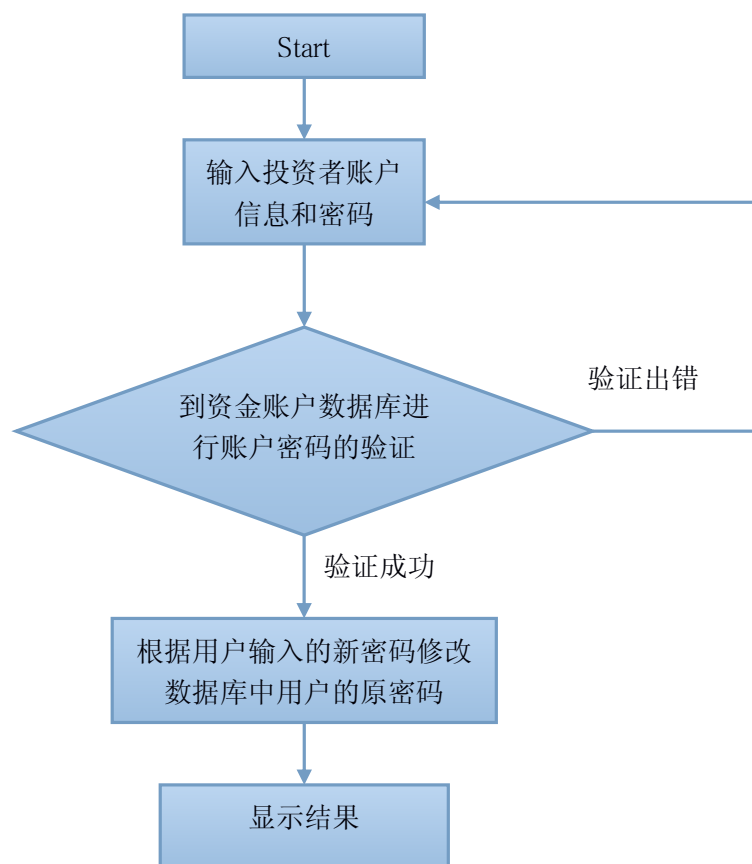 Start
输入投资者账户
信息和密码
到资金账户数据库进
行账户密码的验证
验证出错
验证成功
根据用户输入的新密码修改
数据库中用户的原密码
显示结果